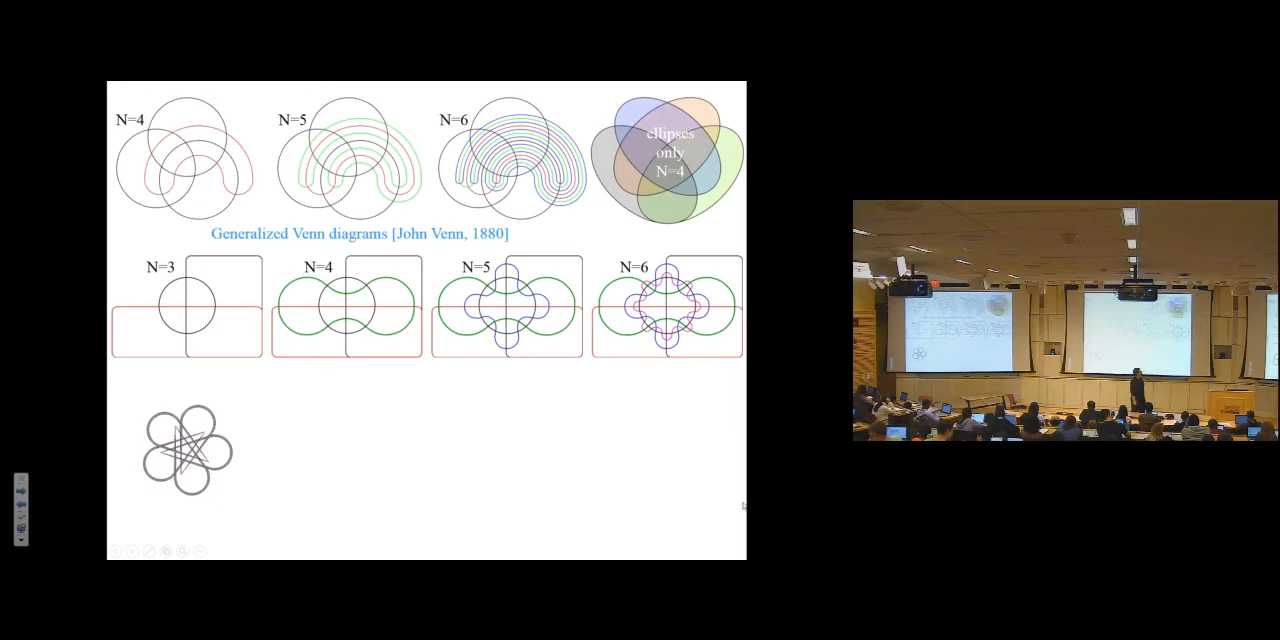 N=4
N=5
N=6
ellipses
only
N=4
Generalized Venn diagrams [John Venn, 1880]
N=3
N=4
N=5
N=6